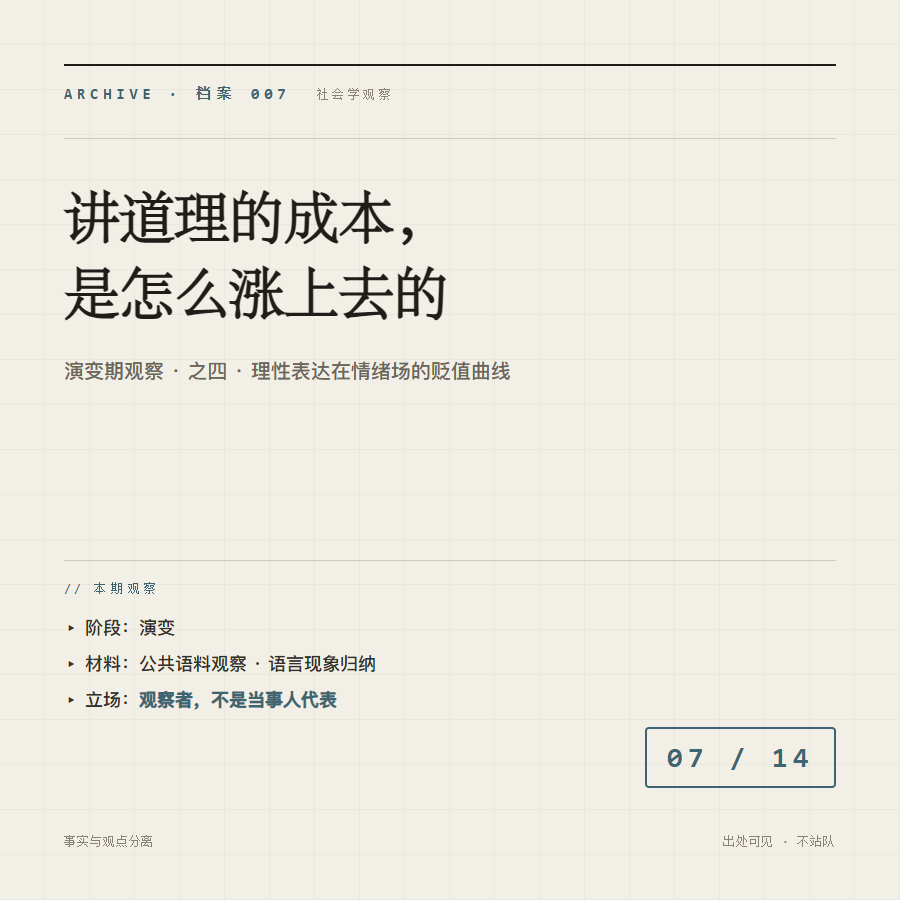 ARCHIVE · 档案 007 社会学观察
讲道理的成本，
是怎么涨上去的
演变期观察 · 之四 · 理性表达在情绪场的贬值曲线
// 本期观察
▸ 阶段：演变
▸ 材料：公共语料观察 · 语言现象归纳
▸ 立场：观察者，不是当事人代表
07 / 14
事实与观点分离
出处可见 · 不站队